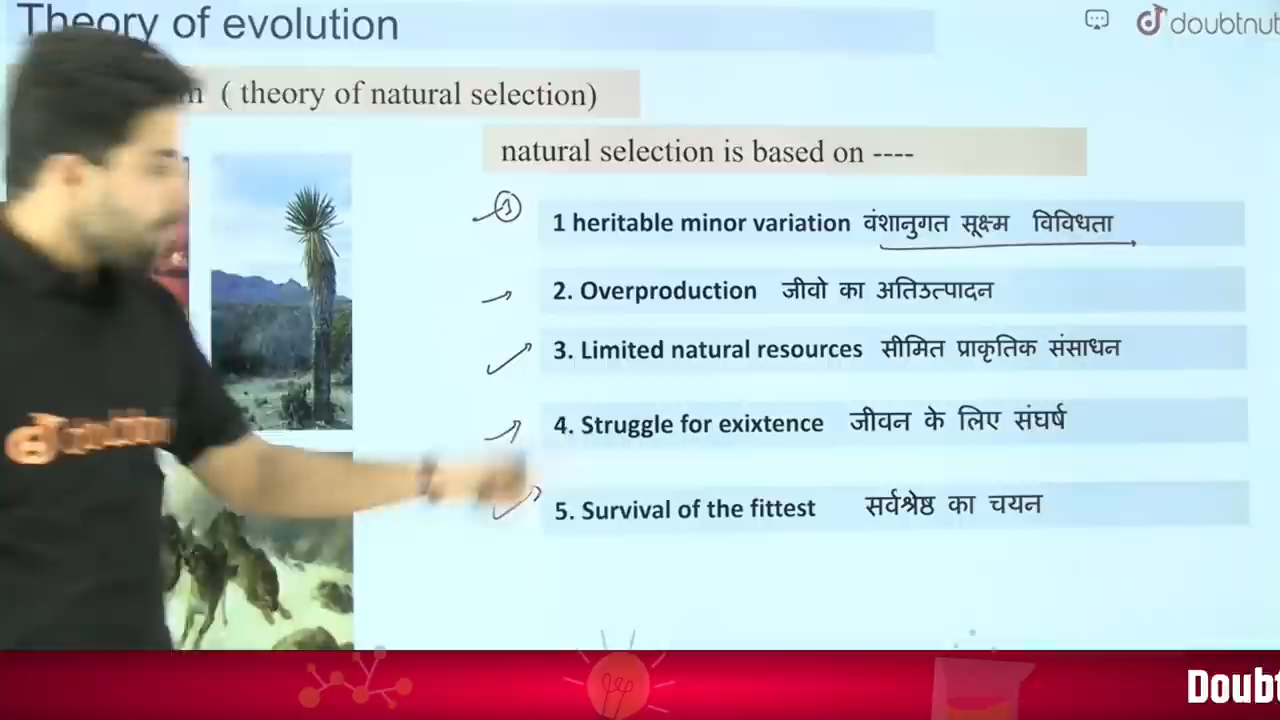 Theory of evolution
doubtnut
( theory of natural selection)
natural selection is based on ----
1 heritable minor variation वंशानुगत सूक्ष्म विविधता
2. Overproduction जीवो का अतिउत्पादन
3. Limited natural resources सीमित प्राकृतिक संसाधन
4. Struggle for exixtence जीवन के लिए संघर्ष
5. Survival of the fittest सर्वश्रेष्ठ का चयन